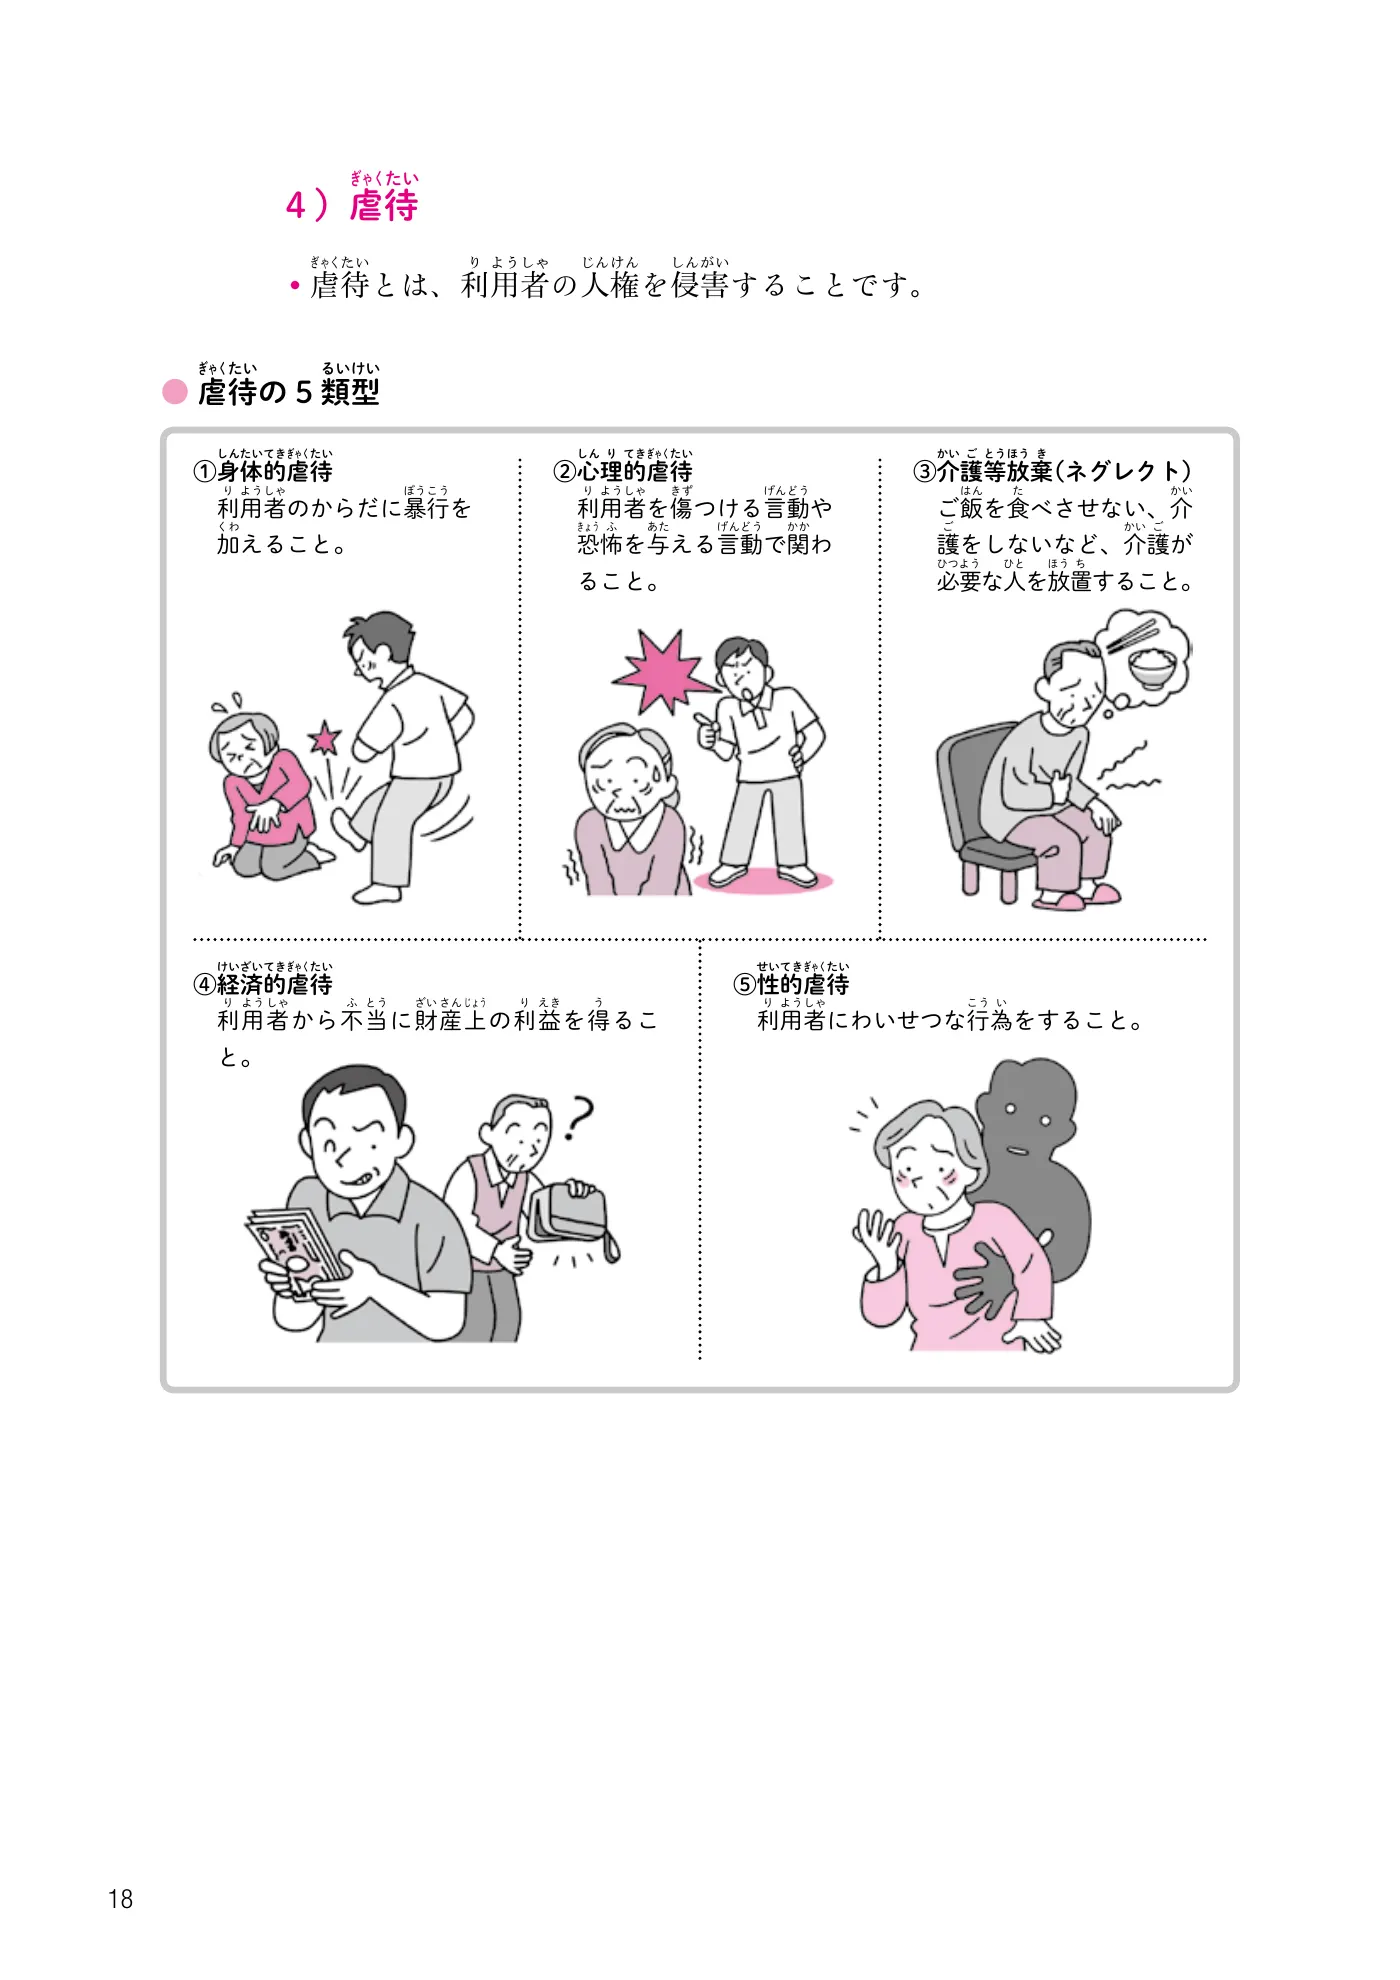 4）虐待
・虐待とは、利用者の人権を侵害することです。
●虐待の5類型
①身体的虐待
利用者のからだに暴行を
加えること。
②心理的虐待
利用者を傷つける言動や
恐怖を与える言動で関わ
ること。
③介護等放棄（ネグレクト）
ご飯を食べさせない、介
護をしないなど、介護が
必要な人を放置すること。
④経済的虐待
利用者から不当に財産上の利益を得るこ
と。
?
⑤性的虐待
利用者にわいせつな行為をすること。
18